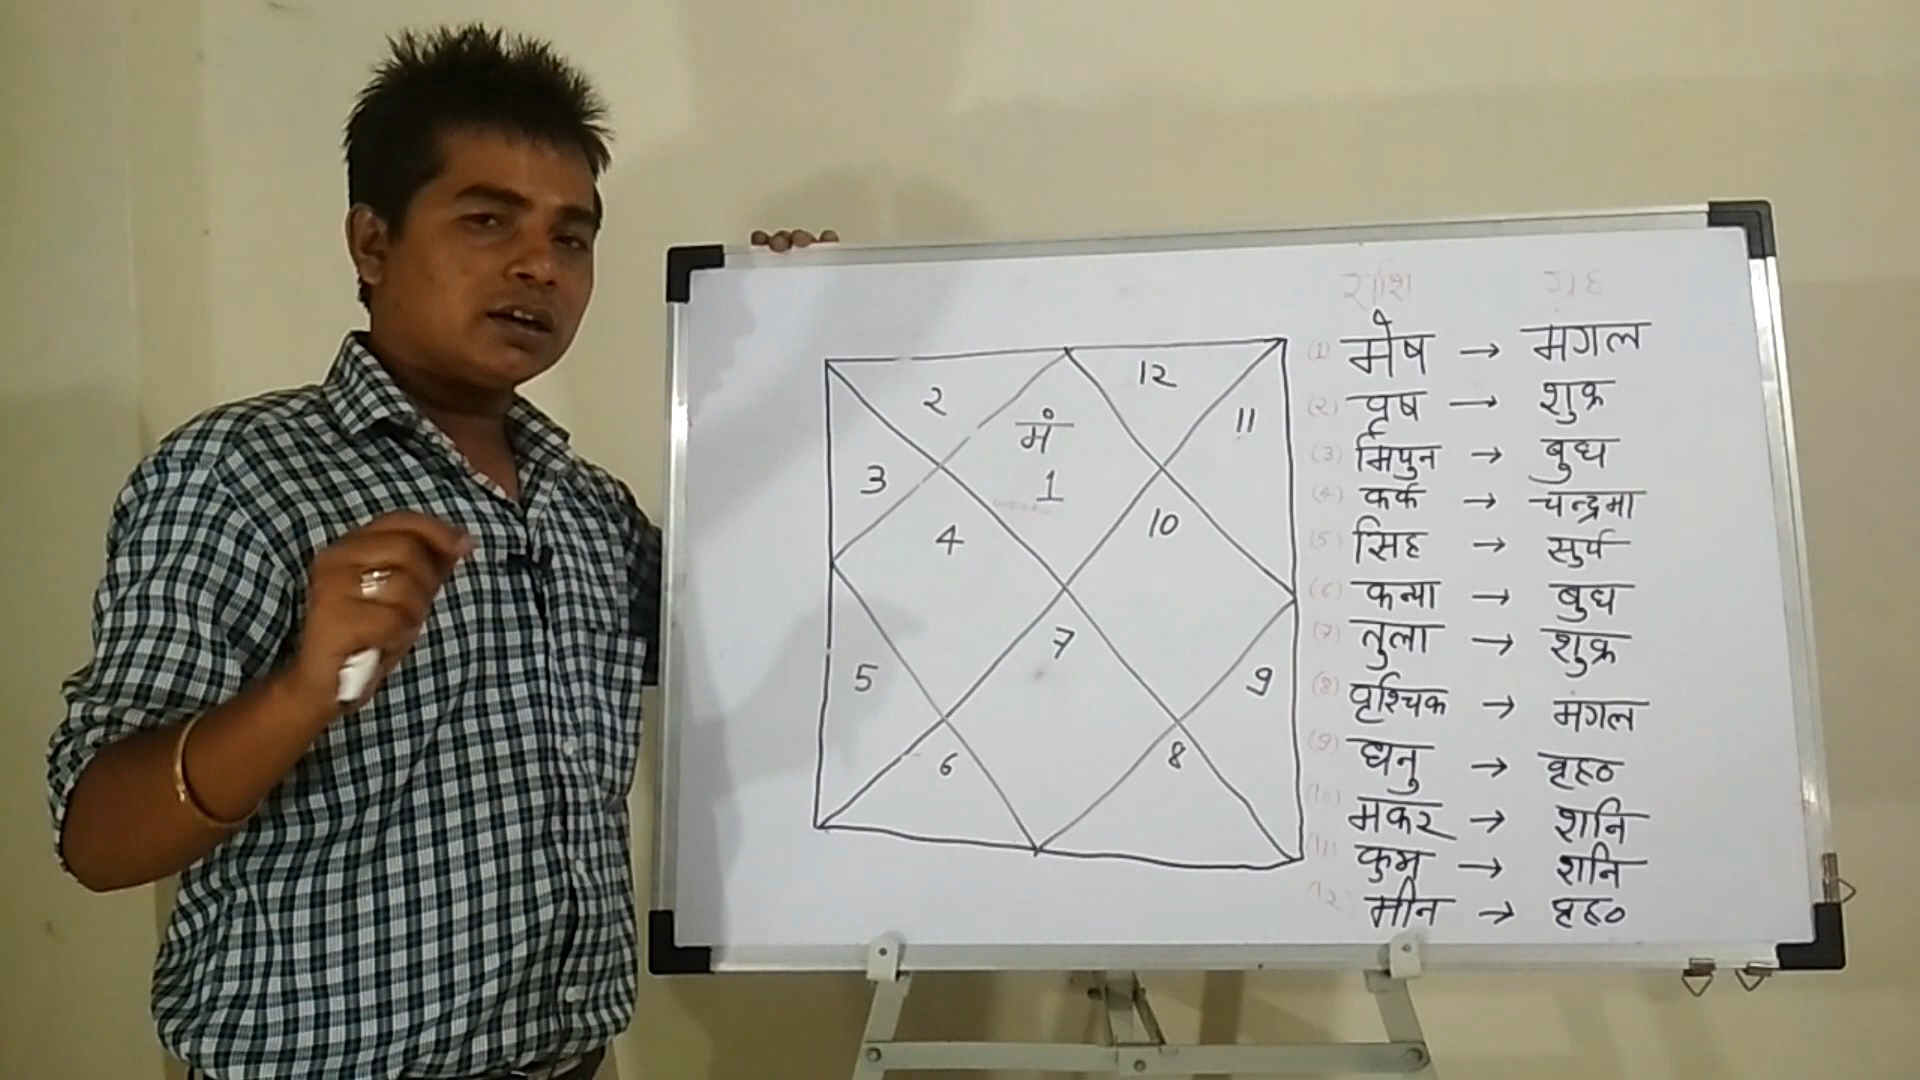 राशि ग्रह
(1) मेष → मंगल
(2) वृष → शुक्र
(3) मिथुन → बुध
(4) कर्क → चन्द्रमा
(5) सिंह → सुर्य
(6) कन्या → बुध
(7) तुला → शुक्र
(8) वृश्चिक → मंगल
(9) धनु → बृह०
(10) मकर → शनि
(11) कुंभ → शनि
12 मीन → बृह०
12
2
11
मं
3
1
10
4
7
5
9
6
8